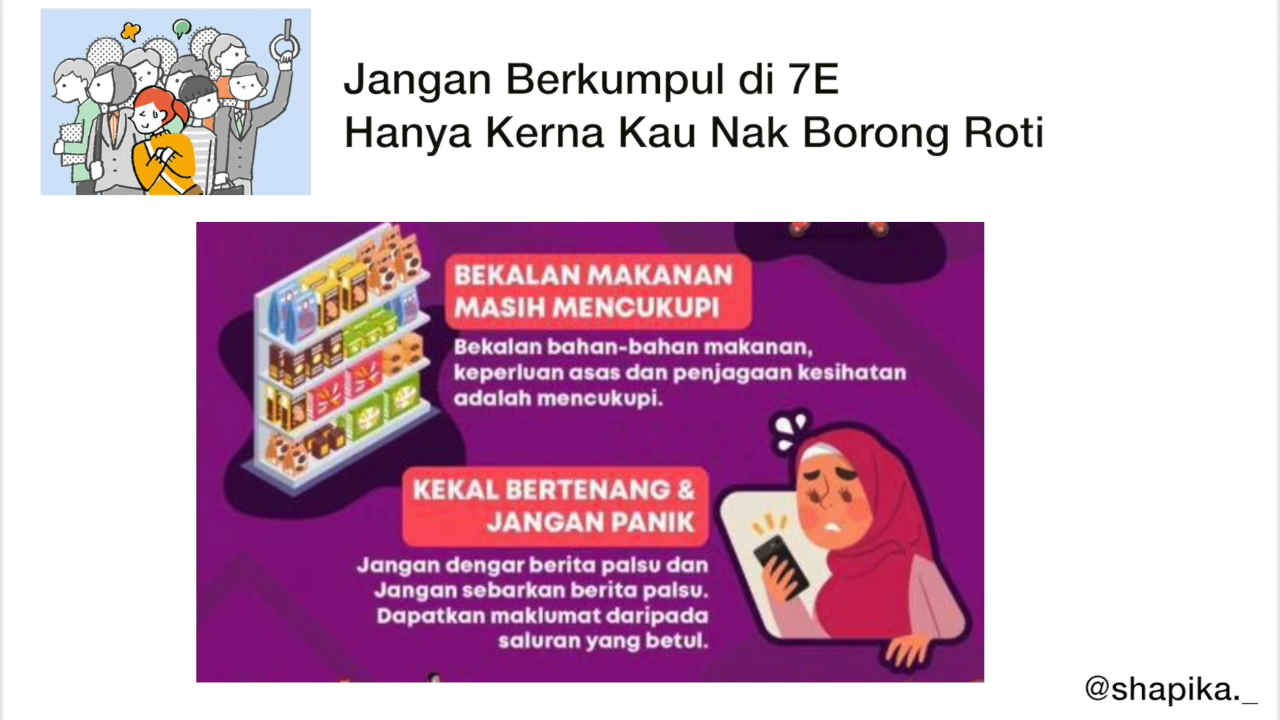 Jangan Berkumpul di 7E
Hanya Kerna Kau Nak Borong Roti
BEKALAN MAKANAN
MASIH MENCUKUPI
Bekalan bahan-bahan makanan,
keperluan asas dan penjagaan kesihatan
adalah mencukupi.
KEKAL BERTENANG &
JANGAN PANIK
Jangan dengar berita palsu dan
Jangan sebarkan berita palsu.
Dapatkan maklumat daripada
saluran yang betul.
@shapika._